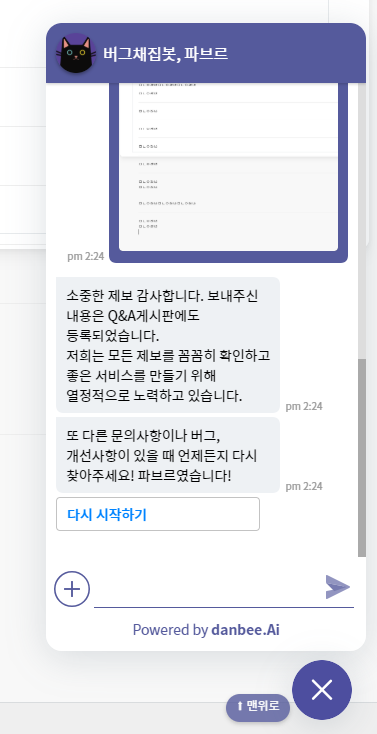 버그채집봇, 파브르
pm 2:24
소중한 제보 감사합니다. 보내주신
내용은 Q&A게시판에도
등록되었습니다.
저희는 모든 제보를 꼼꼼히 확인하고
좋은 서비스를 만들기 위해
열정적으로 노력하고 있습니다.
pm 2:24
또 다른 문의사항이나 버그,
개선사항이 있을 때 언제든지 다시
찾아주세요! 파브르였습니다!
pm 2:24
다시 시작하기
Powered by danbee.Ai
⬆ 맨위로